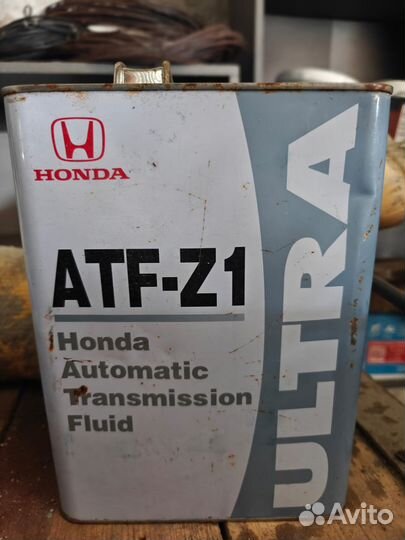 HONDA
ATF-Z1
Honda
Automatic
Transmission
Fluid
ULTRA
Avito